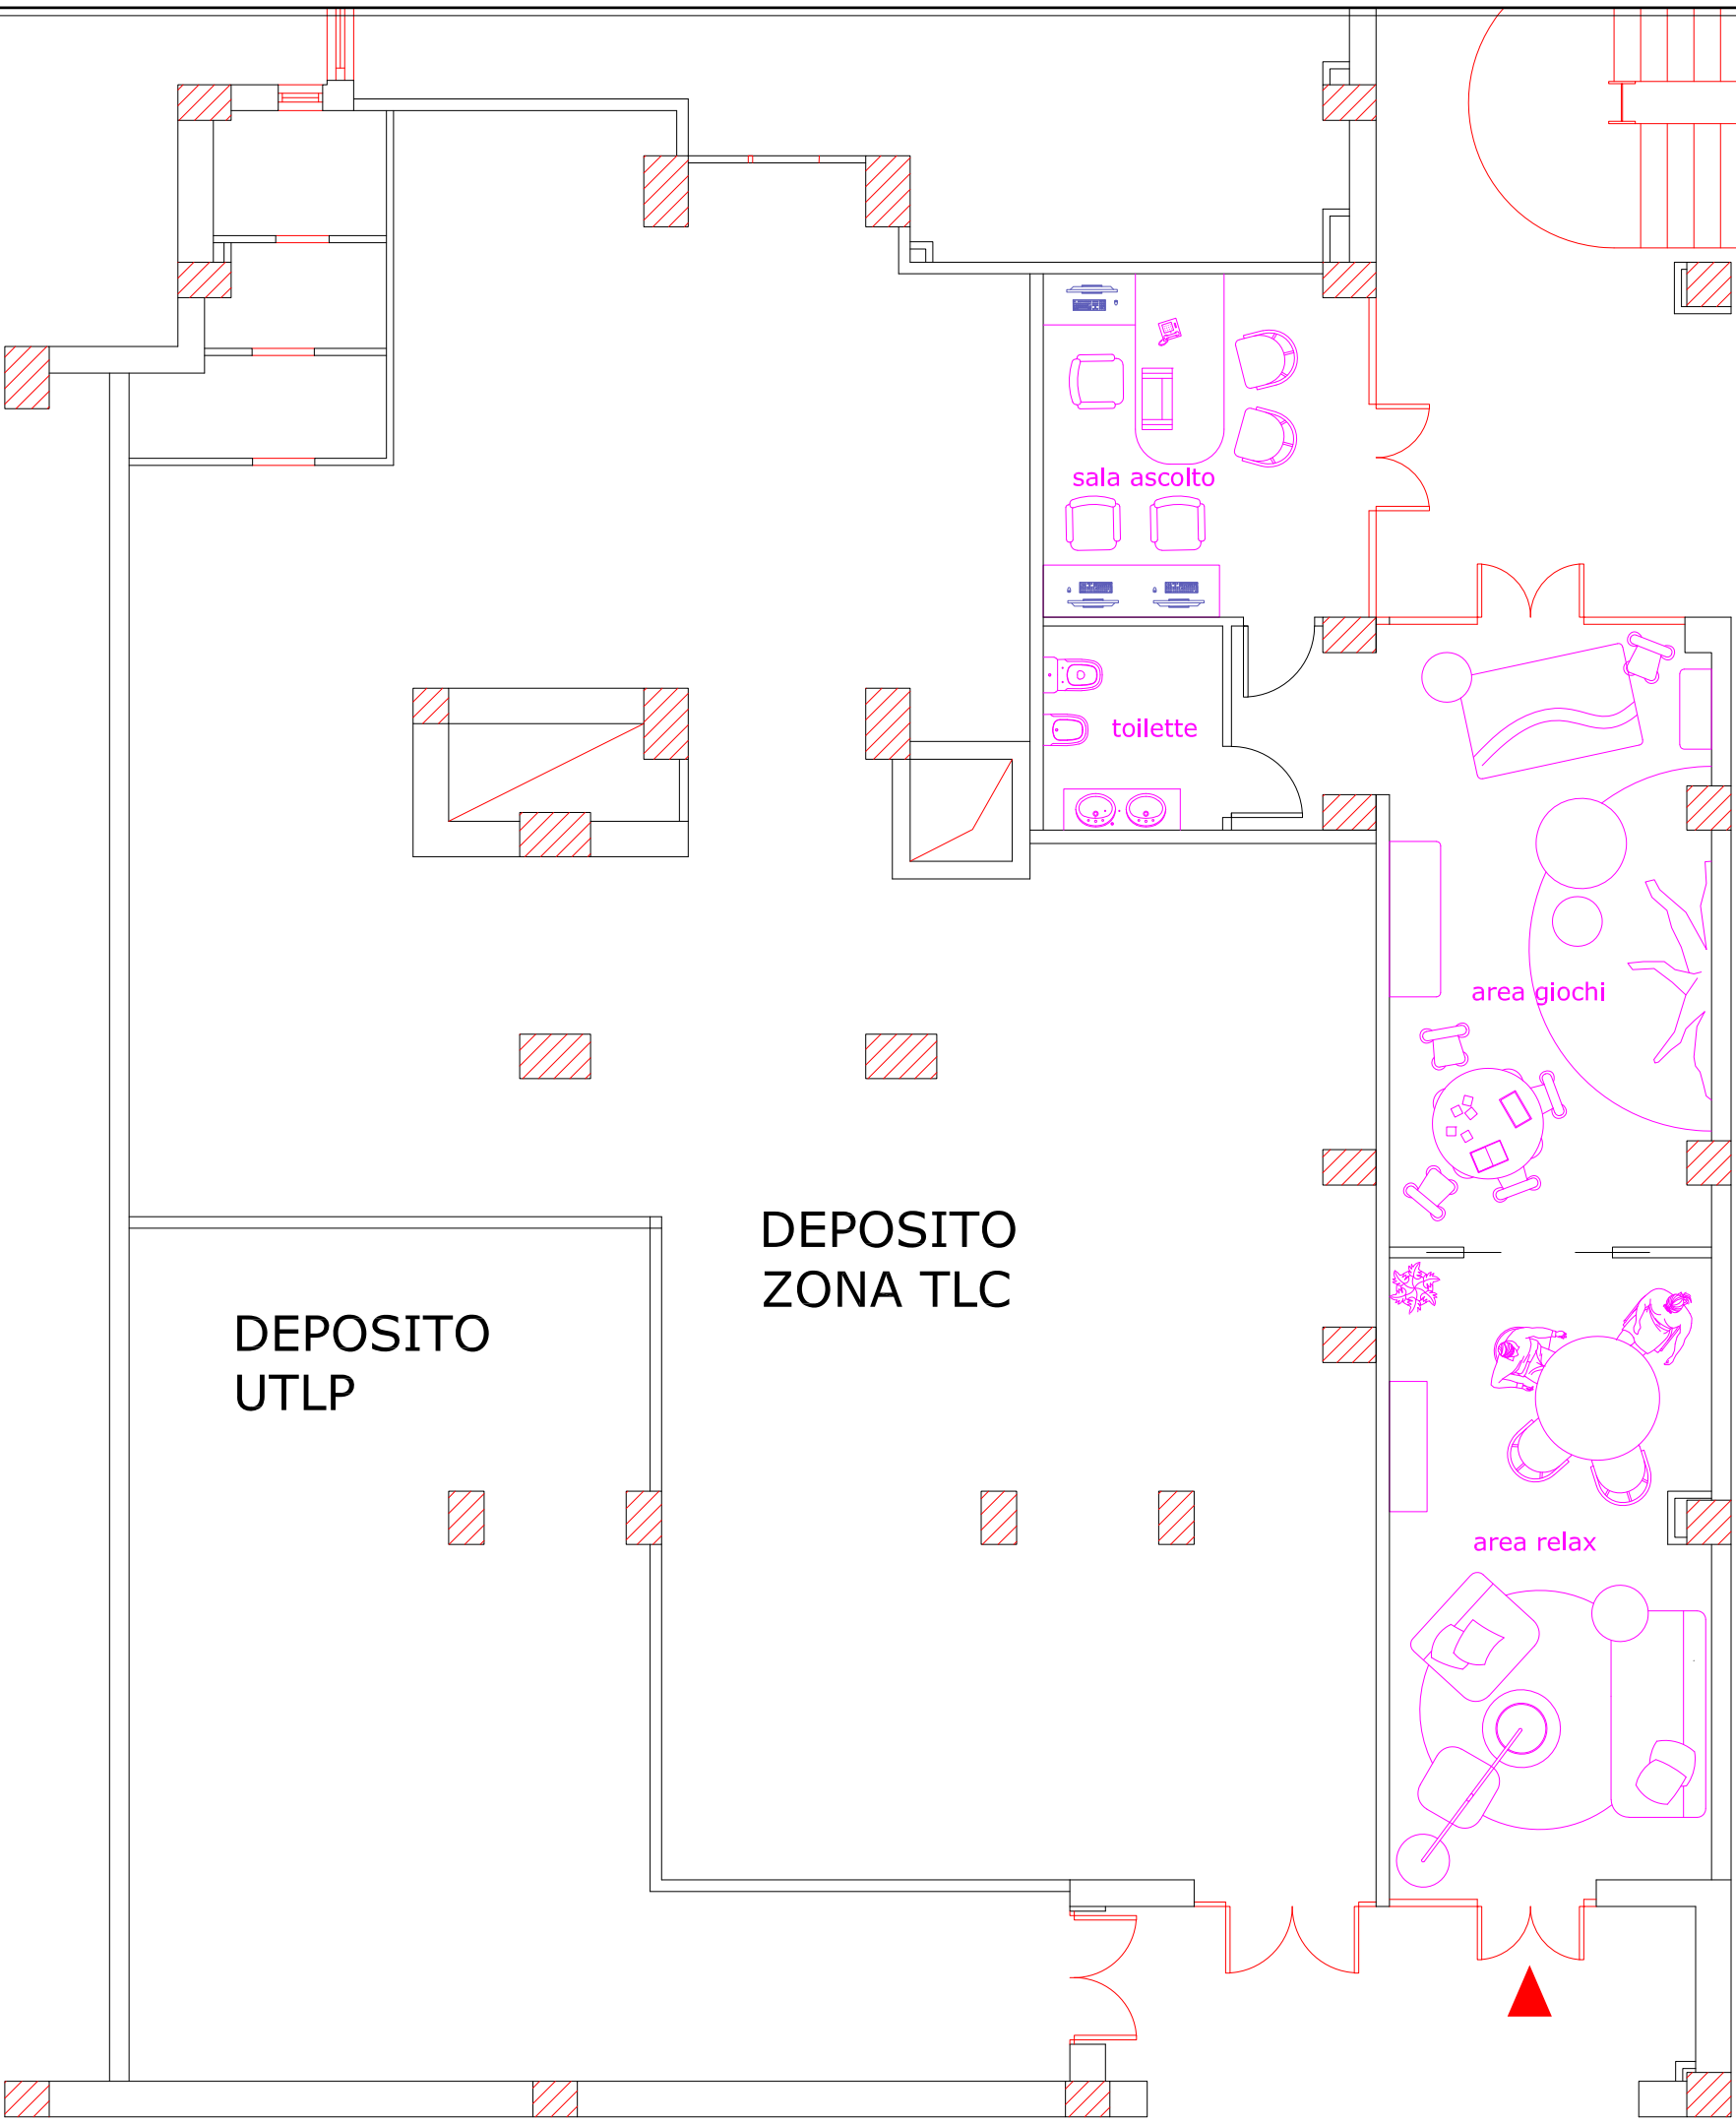 sala ascolto
toilette
area giochi
DEPOSITO
ZONA TLC
DEPOSITO
UTLP
area relax